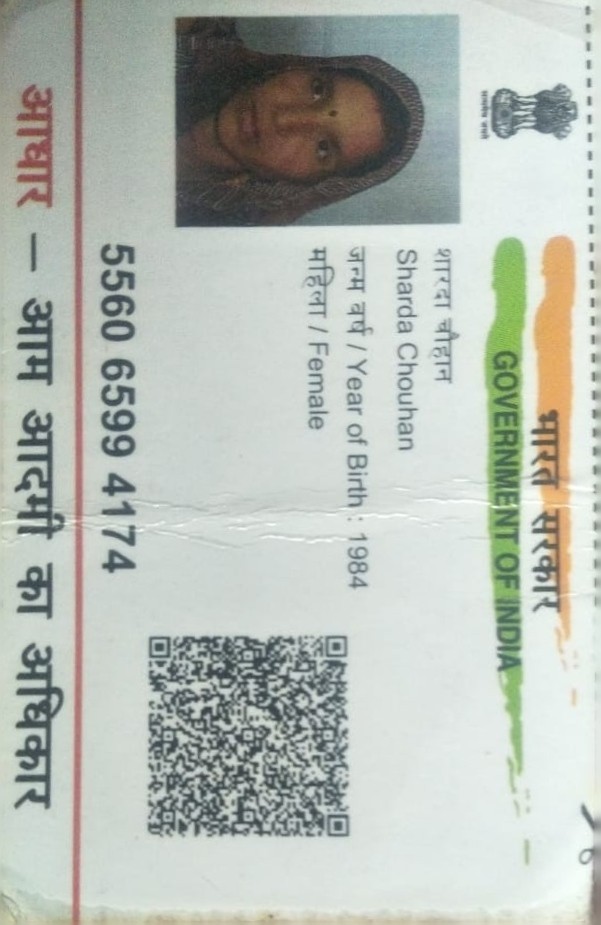 भारत सरकार
GOVERNMENT OF INDIA
सत्यमेव जयते
शारदा चौहान
Sharda Chouhan
जन्म वर्ष / Year of Birth : 1984
महिला / Female
5560 6599 4174
आधार – आम आदमी का अधिकार